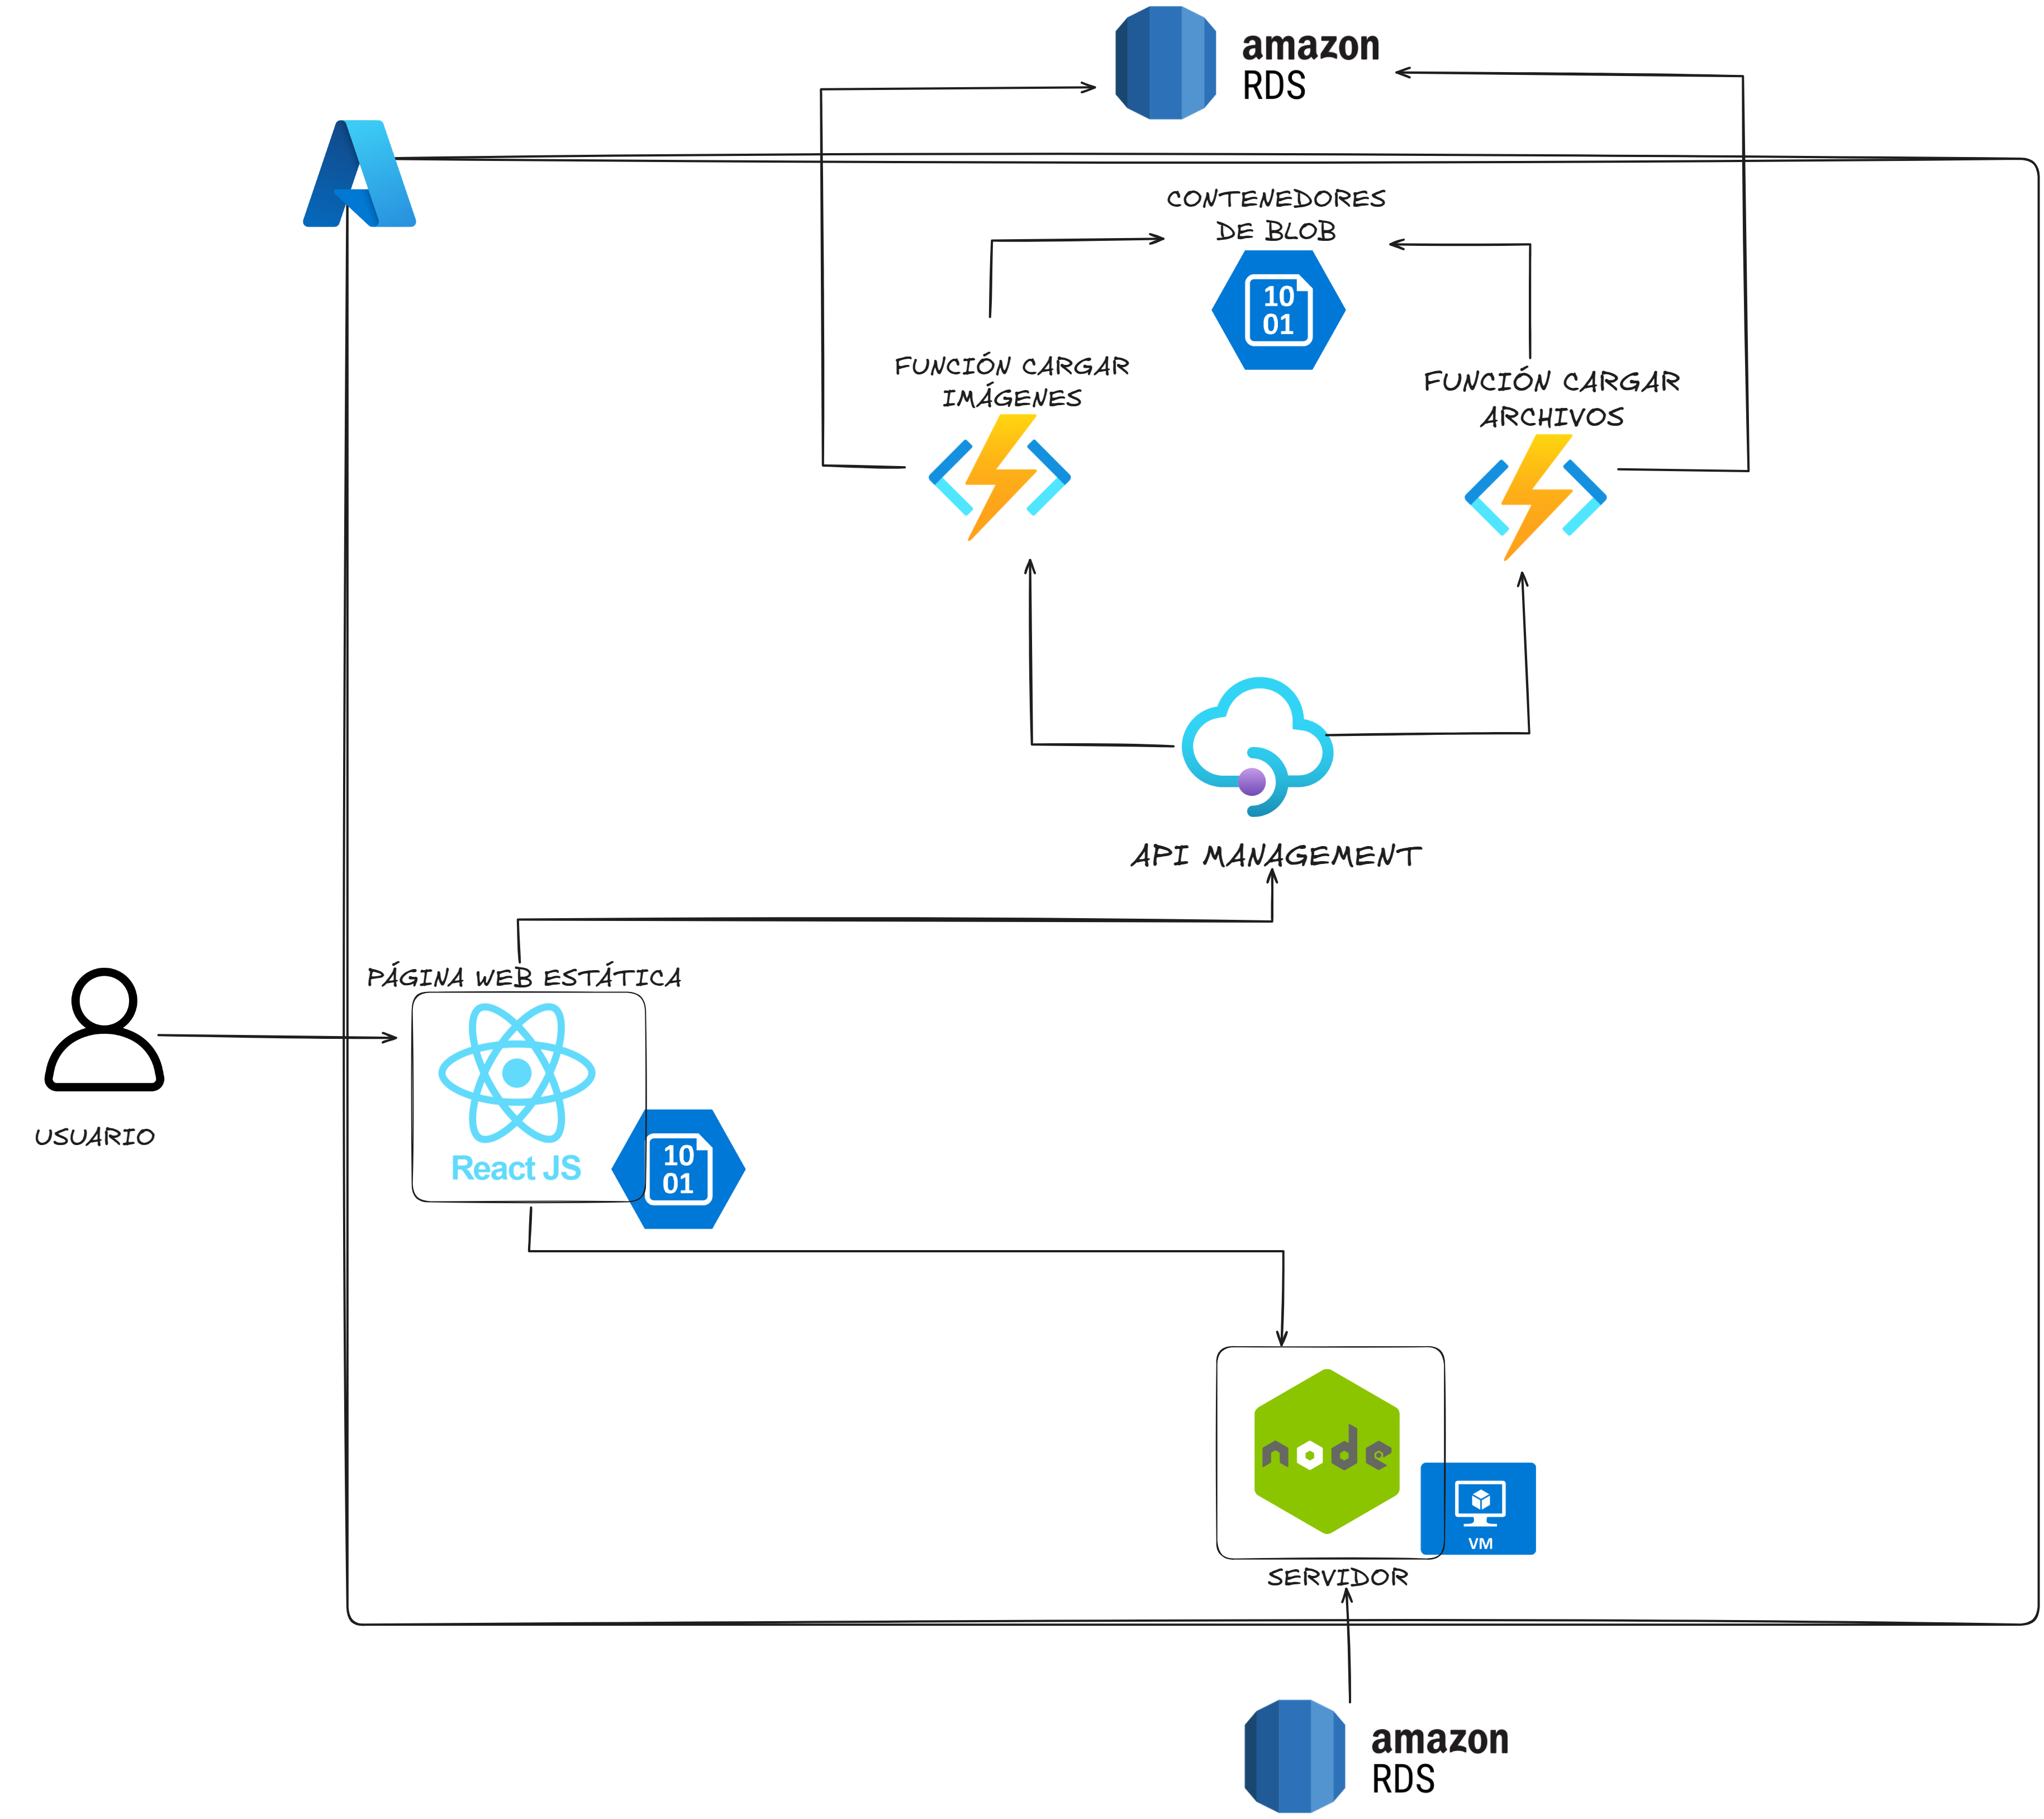 amazon
RDS
CONTENEDORES
DE BLOB
10
01
FUNCIÓN CARGAR
IMÁGENES
FUNCIÓN CARGAR
ARCHIVOS
API MANAGEMENT
PÁGINA WEB ESTÁTICA
React JS
10
01
USUARIO
node
VM
SERVIDOR
amazon
RDS